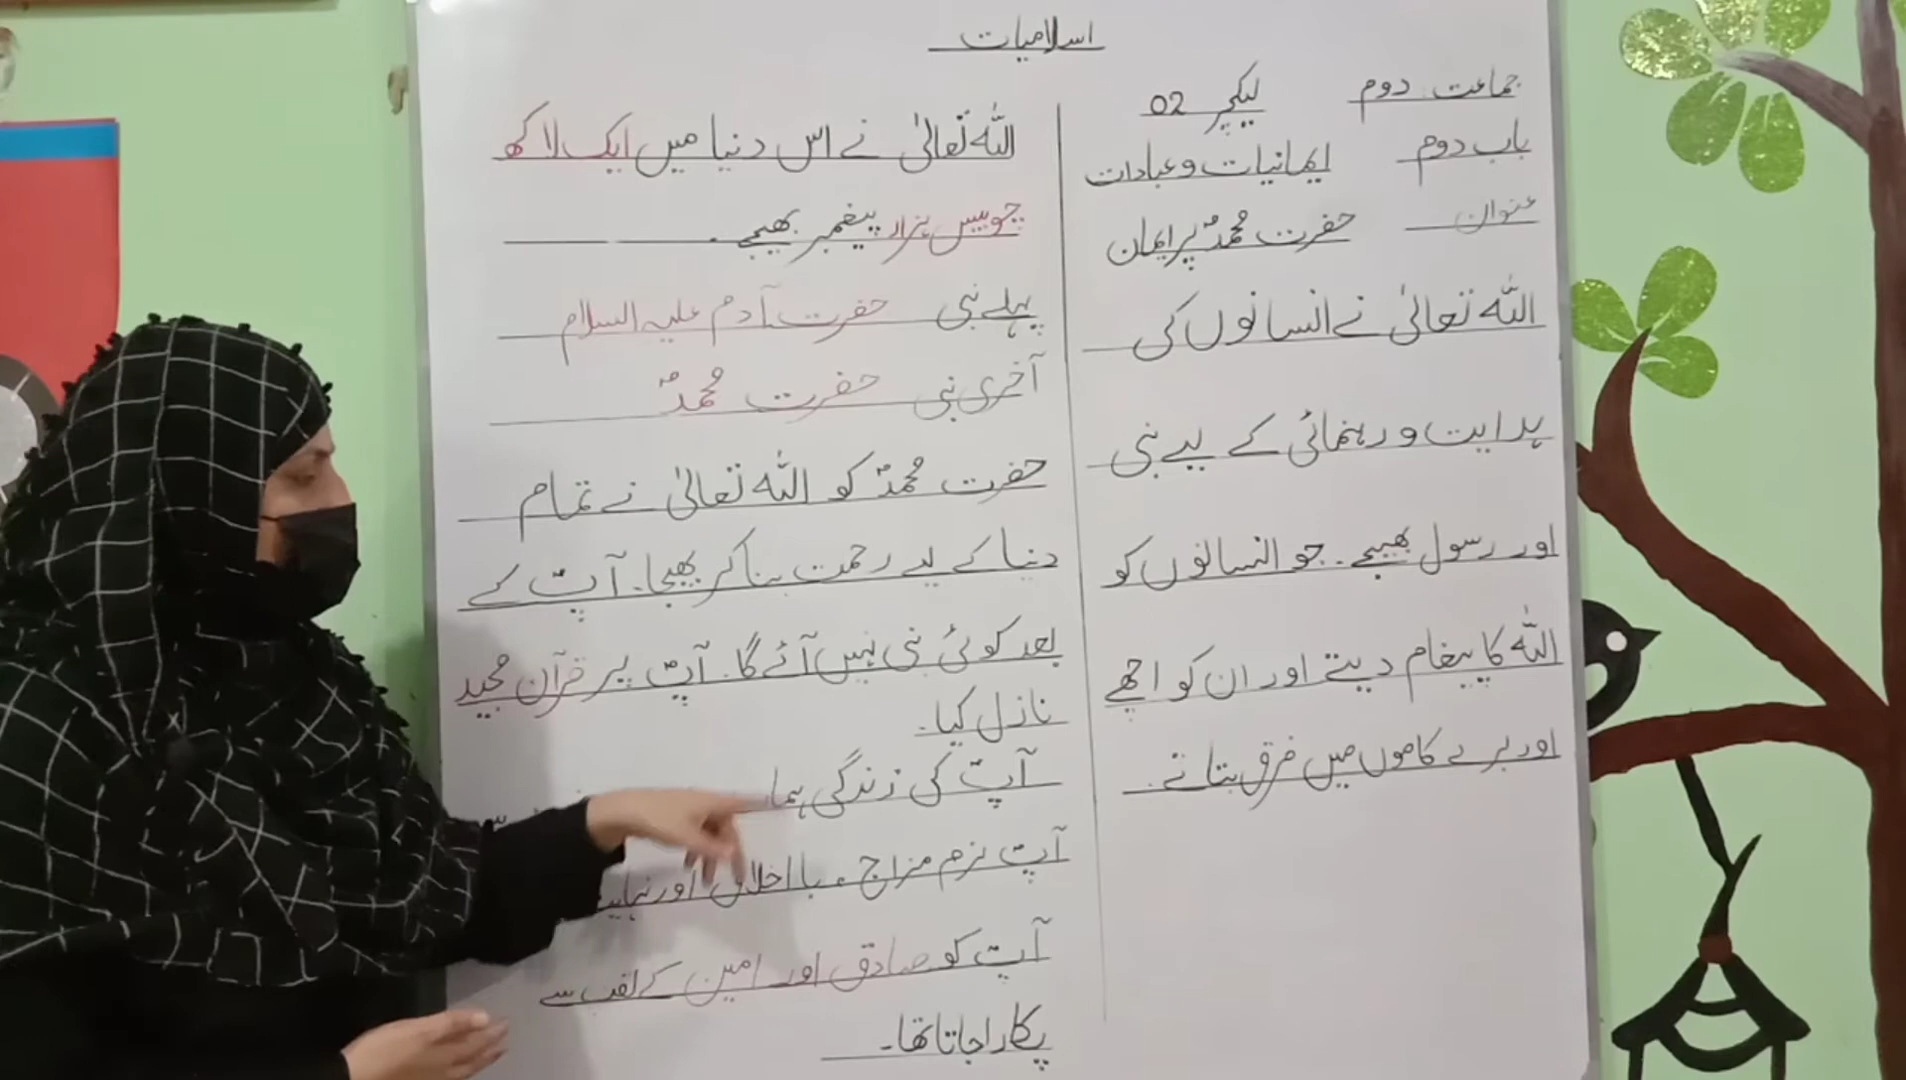 اسلامیات
جماعت دوم لیکچر 02
باب دوم ایمانیات و عبادات
عنوان حضرت محمدؐ پر ایمان
اللہ تعالیٰ نے انسانوں کی
ہدایت و رہنمائی کے لیے نبی
اور رسول بھیجے۔ جو انسانوں کو
اللہ کا پیغام دیتے اور ان کو اچھے
اور برے کاموں میں فرق بتاتے۔
اللہ تعالیٰ نے اس دنیا میں ایک لاکھ
چوبیس ہزار پیغمبر بھیجے۔
پہلے نبی حضرت آدم علیہ السلام
آخری نبی حضرت محمدؐ
حضرت محمدؐ کو اللہ تعالیٰ نے تمام
دنیا کے لیے رحمت بنا کر بھیجا۔ آپؐ کے
بعد کوئی نبی نہیں آئے گا۔ آپؐ پر قرآن مجید
نازل کیا۔
آپؐ کی زندگی
آپؐ نرم مزاج، بااخلاق اور
آپؐ کو صادق اور امین کے لقب سے
پکارا جاتا تھا۔